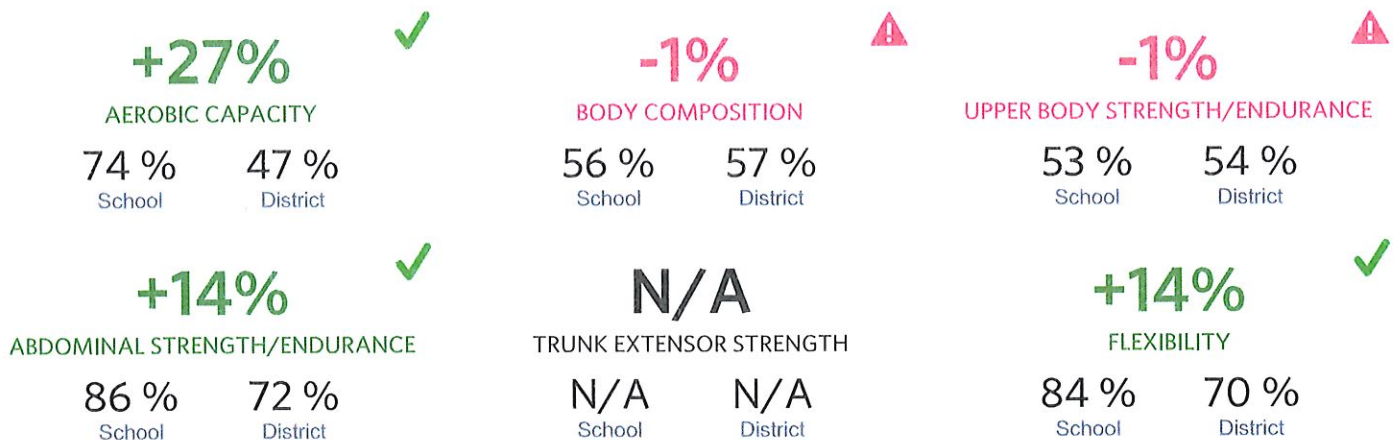 +27%
AEROBIC CAPACITY
74 % 47 %
School District
-1%
BODY COMPOSITION
56 % 57 %
School District
-1%
UPPER BODY STRENGTH/ENDURANCE
53 % 54 %
School District
+14%
ABDOMINAL STRENGTH/ENDURANCE
86 % 72 %
School District
N/A
TRUNK EXTENSOR STRENGTH
N/A N/A
School District
+14%
FLEXIBILITY
84 % 70 %
School District